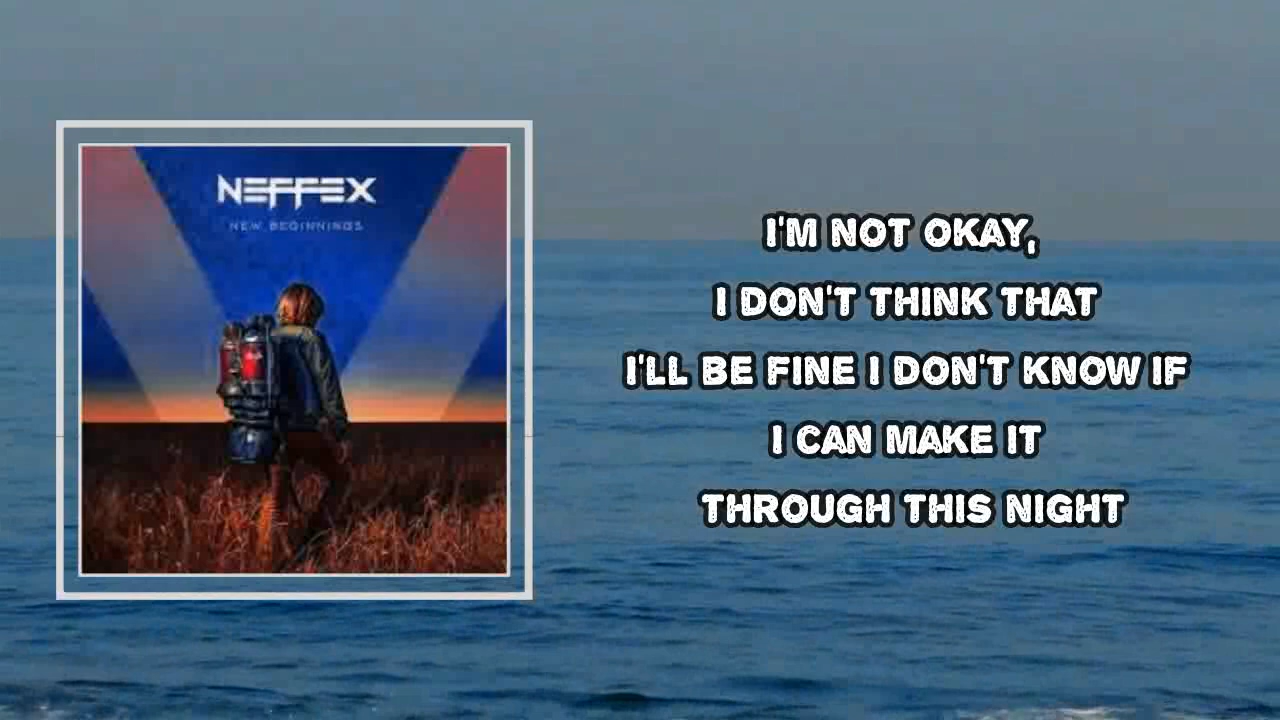 NEFFEX
NEW BEGINNINGS
I'M NOT OKAY,
I DON'T THINK THAT
I'LL BE FINE I DON'T KNOW IF
I CAN MAKE IT
THROUGH THIS NIGHT